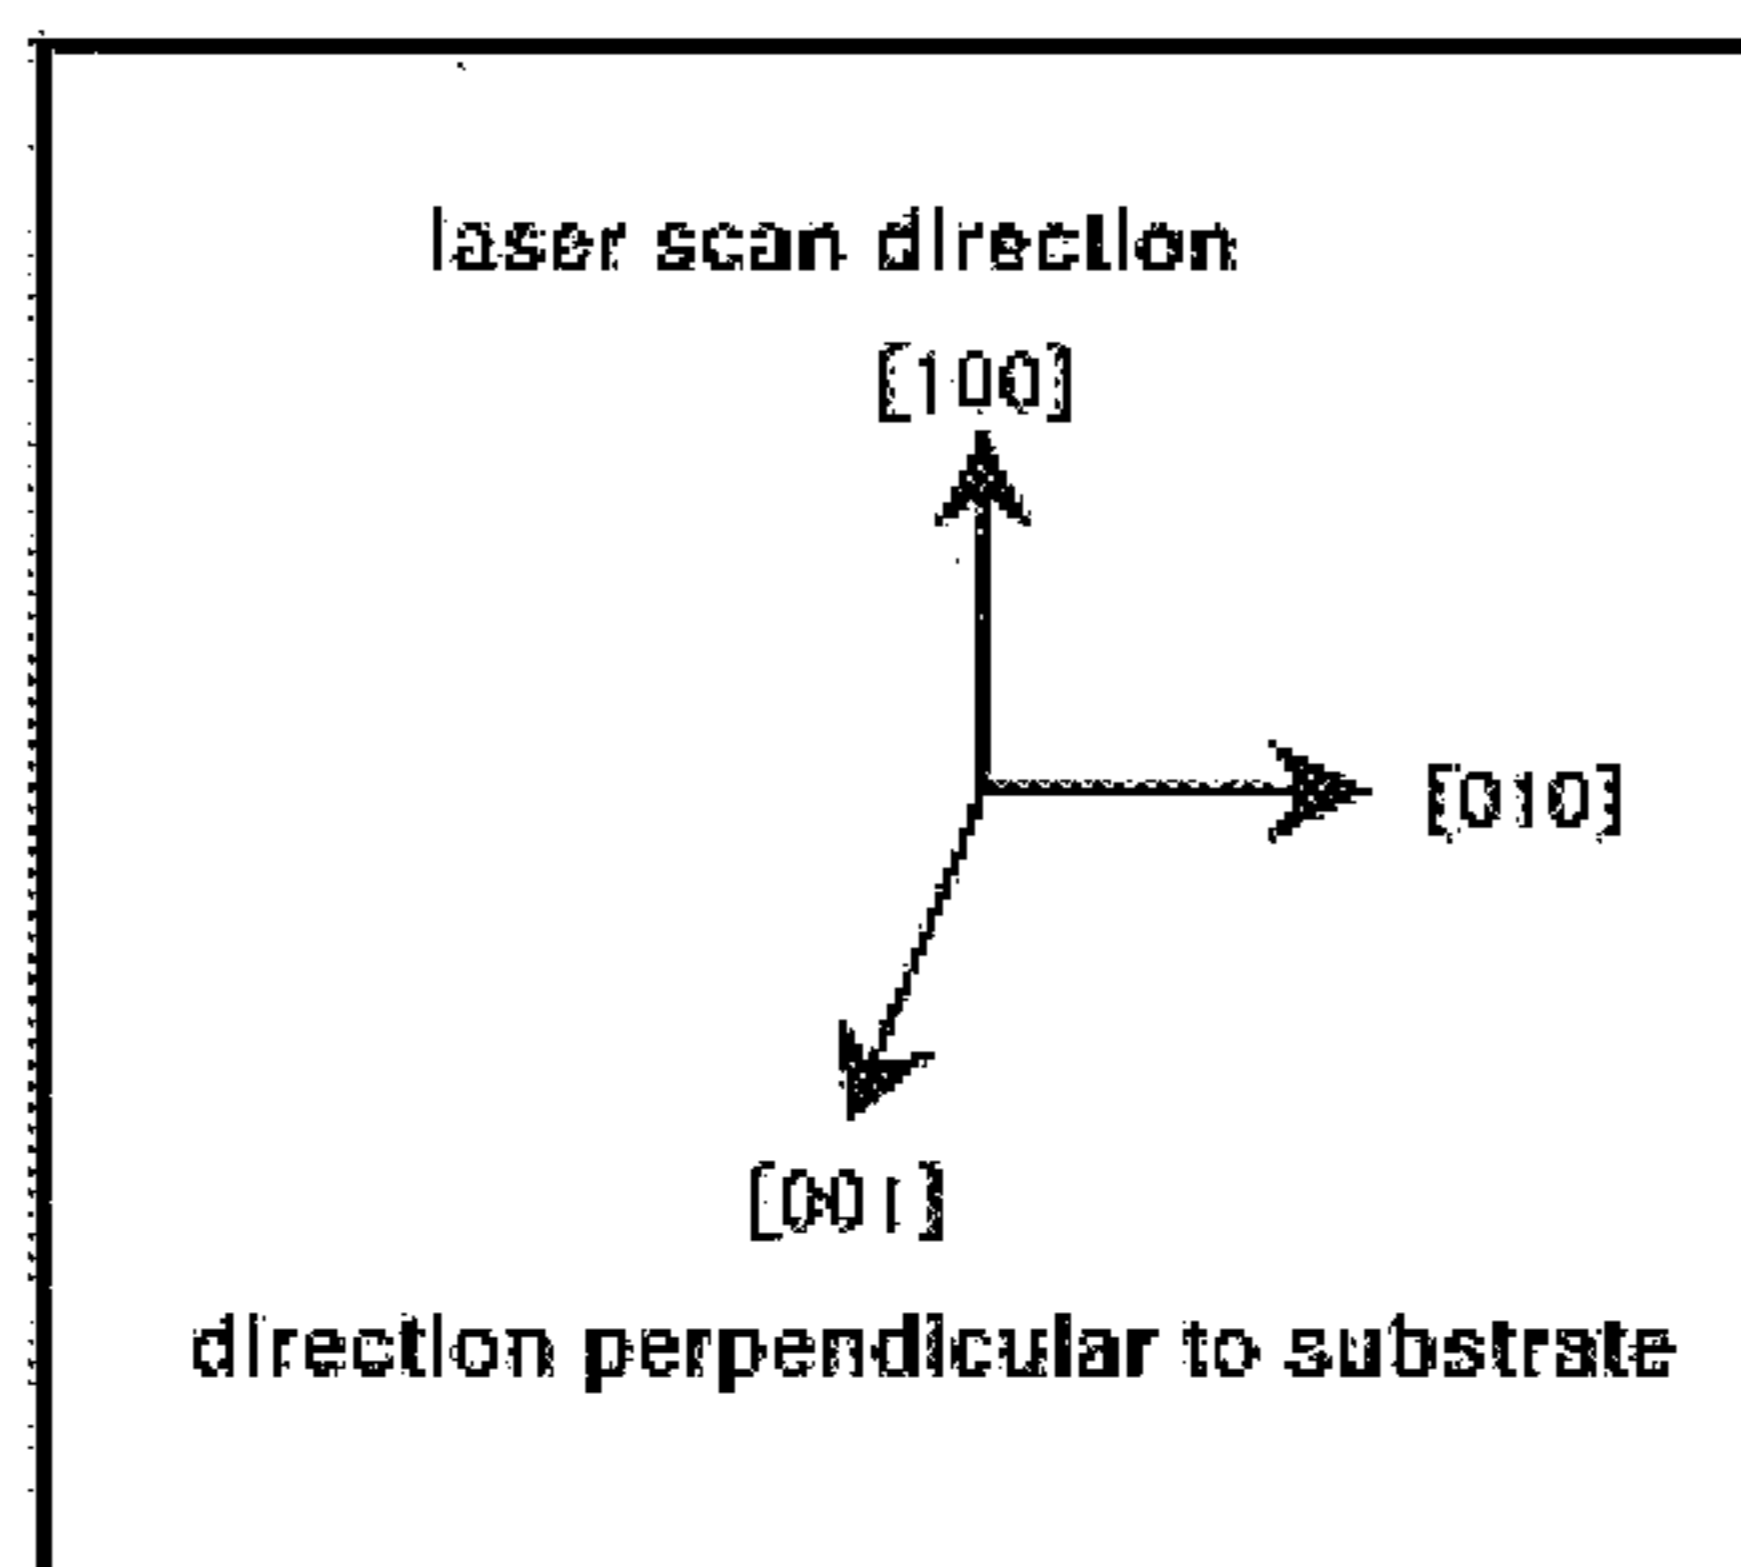 laser scan direction
[100]
[010]
[001]
direction perpendicular to substrate